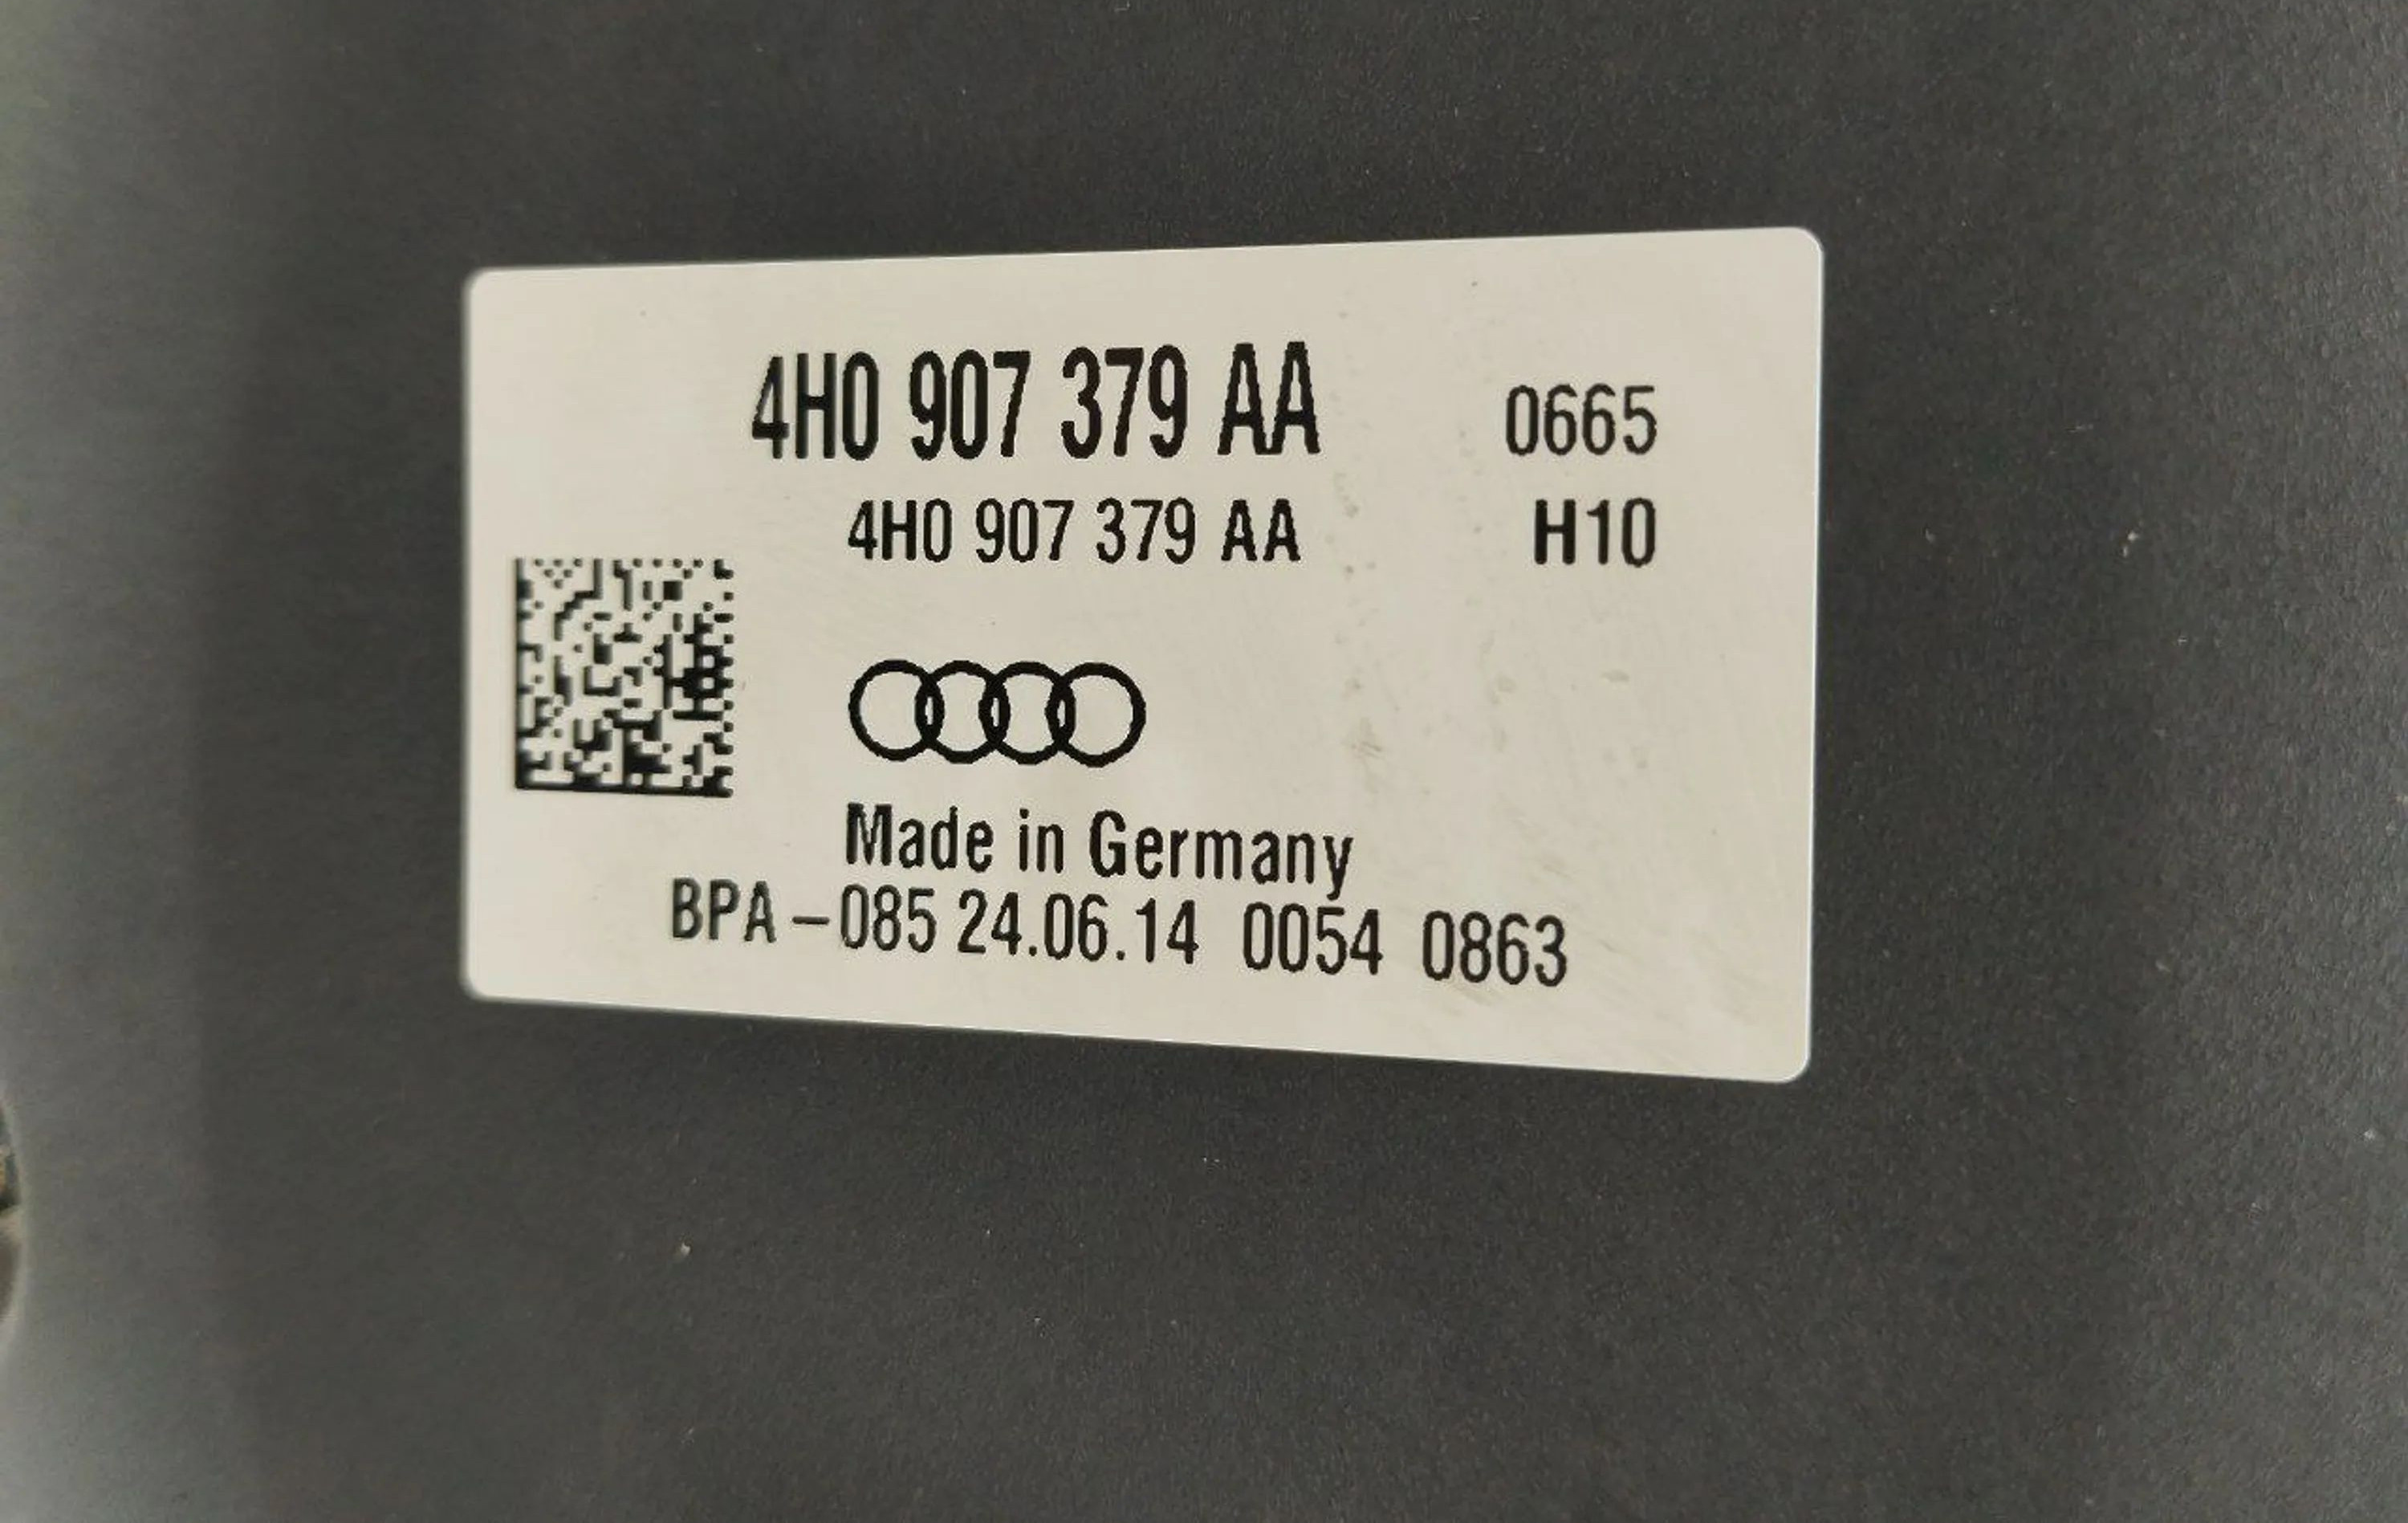 4H0 907 379 AA 0665
4H0 907 379 AA H10
Made in Germany
BPA-085 24.06.14 0054 0863